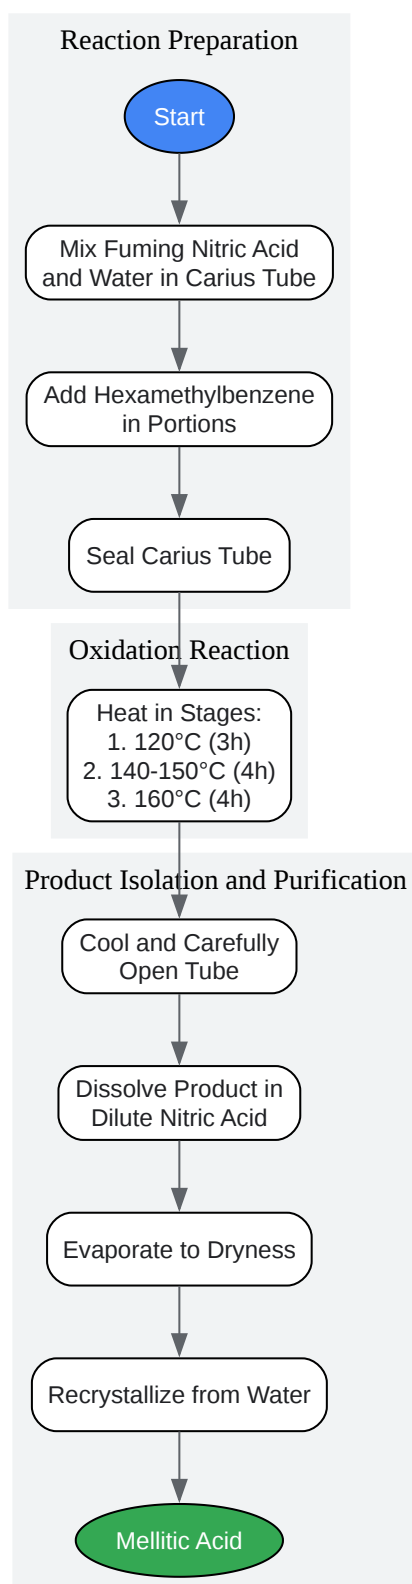 Reaction Preparation
Start
Mix Fuming Nitric Acid
and Water in Carius Tube
Add Hexamethylbenzene
in Portions
Seal Carius Tube
Oxidation Reaction
Heat in Stages:
1. 120°C (3h)
2. 140-150°C (4h)
3. 160°C (4h)
Product Isolation and Purification
Cool and Carefully
Open Tube
Dissolve Product in
Dilute Nitric Acid
Evaporate to Dryness
Recrystallize from Water
Mellitic Acid